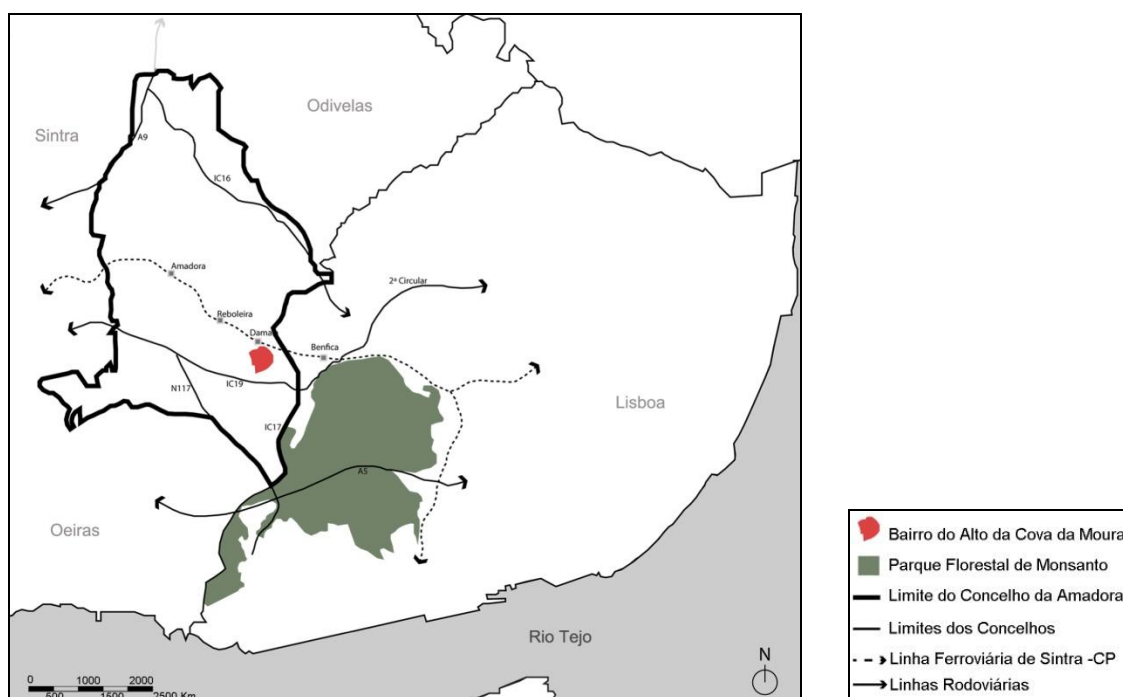 Odivelas
Sintra
A9
IC16
Amadora
2ª Circular
Reboleira
Damaia
Benfica
N117
IC19
IC17
Lisboa
A5
Oeiras
Rio Tejo
N
0 1000 2000
500 1500 2500 Km
Bairro do Alto da Cova da Moura
Parque Florestal de Monsanto
Limite do Concelho da Amadora
Limites dos Concelhos
Linha Ferroviária de Sintra -CP
Linhas Rodoviárias